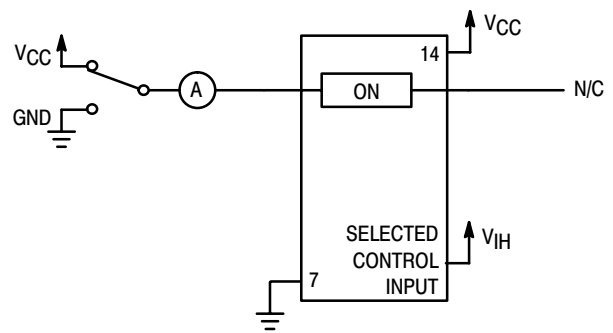 VCC
GND
A
14
VCC
ON
N/C
SELECTED
CONTROL
INPUT
VIH
7